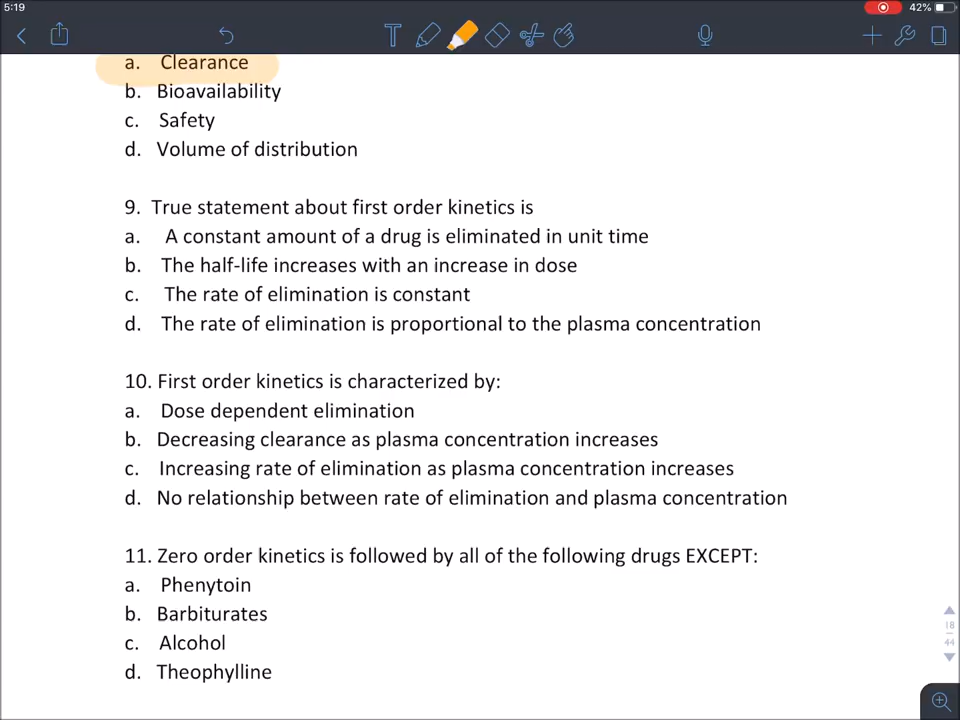 5:19
42%
T
a. Clearance
b. Bioavailability
c. Safety
d. Volume of distribution
9. True statement about first order kinetics is
a. A constant amount of a drug is eliminated in unit time
b. The half-life increases with an increase in dose
c. The rate of elimination is constant
d. The rate of elimination is proportional to the plasma concentration
10. First order kinetics is characterized by:
a. Dose dependent elimination
b. Decreasing clearance as plasma concentration increases
c. Increasing rate of elimination as plasma concentration increases
d. No relationship between rate of elimination and plasma concentration
11. Zero order kinetics is followed by all of the following drugs EXCEPT:
a. Phenytoin
b. Barbiturates
c. Alcohol
d. Theophylline
18
44